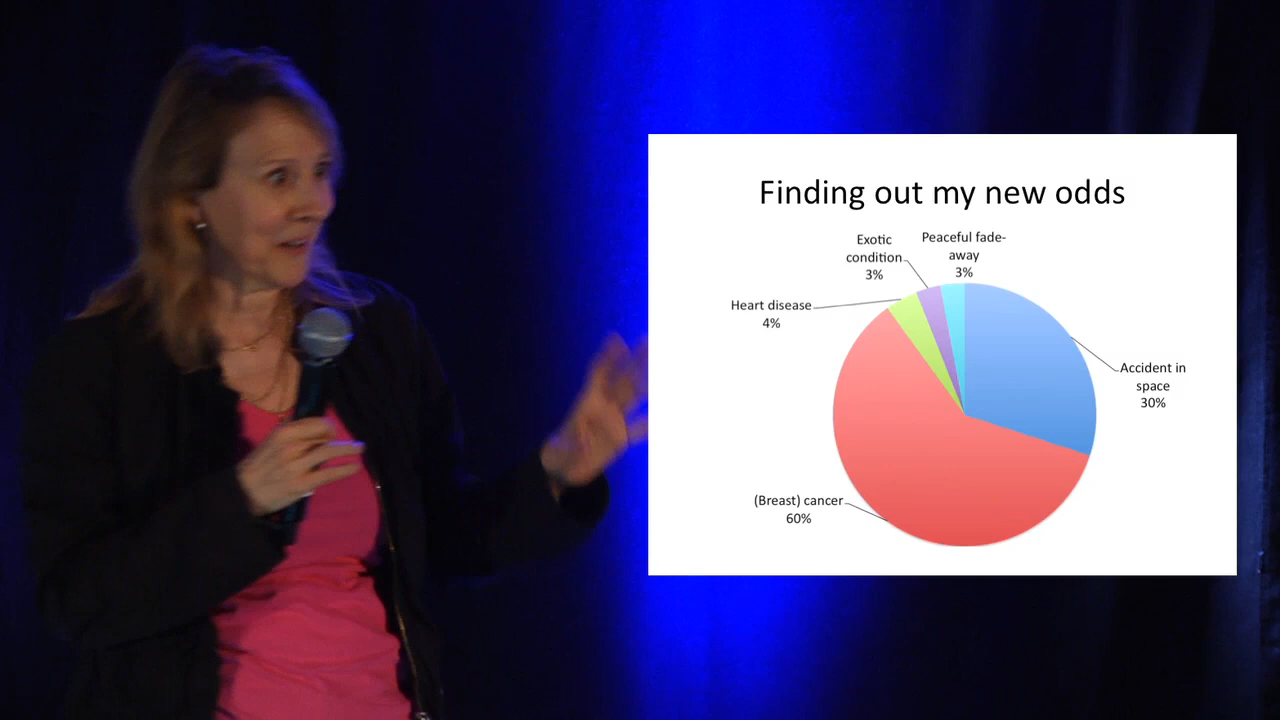 Finding out my new odds
Exotic
condition
3%
Peaceful fade-
away
3%
Heart disease
4%
Accident in
space
30%
(Breast) cancer
60%